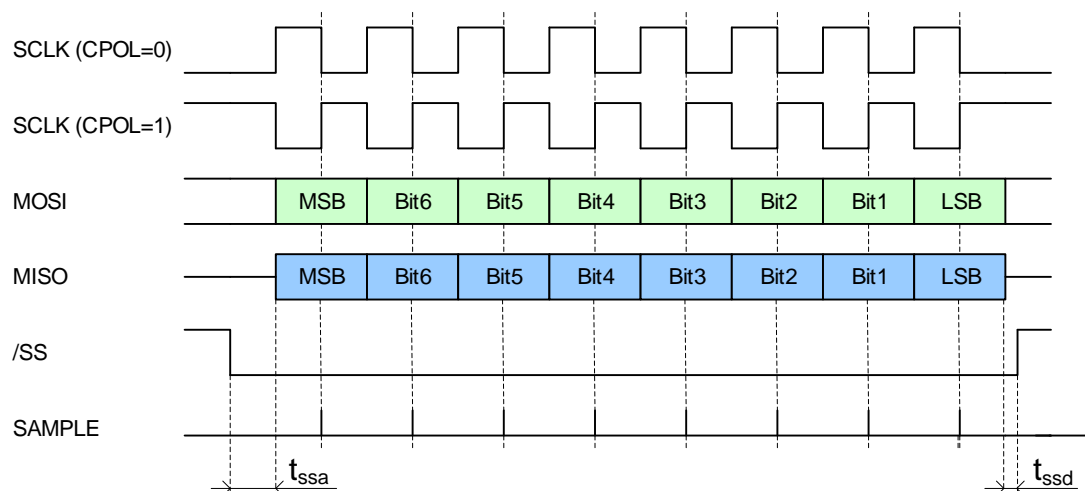 SCLK (CPOL=0)
SCLK (CPOL=1)
MOSI MSB Bit6 Bit5 Bit4 Bit3 Bit2 Bit1 LSB
MISO MSB Bit6 Bit5 Bit4 Bit3 Bit2 Bit1 LSB
/SS
SAMPLE
tssa tssd